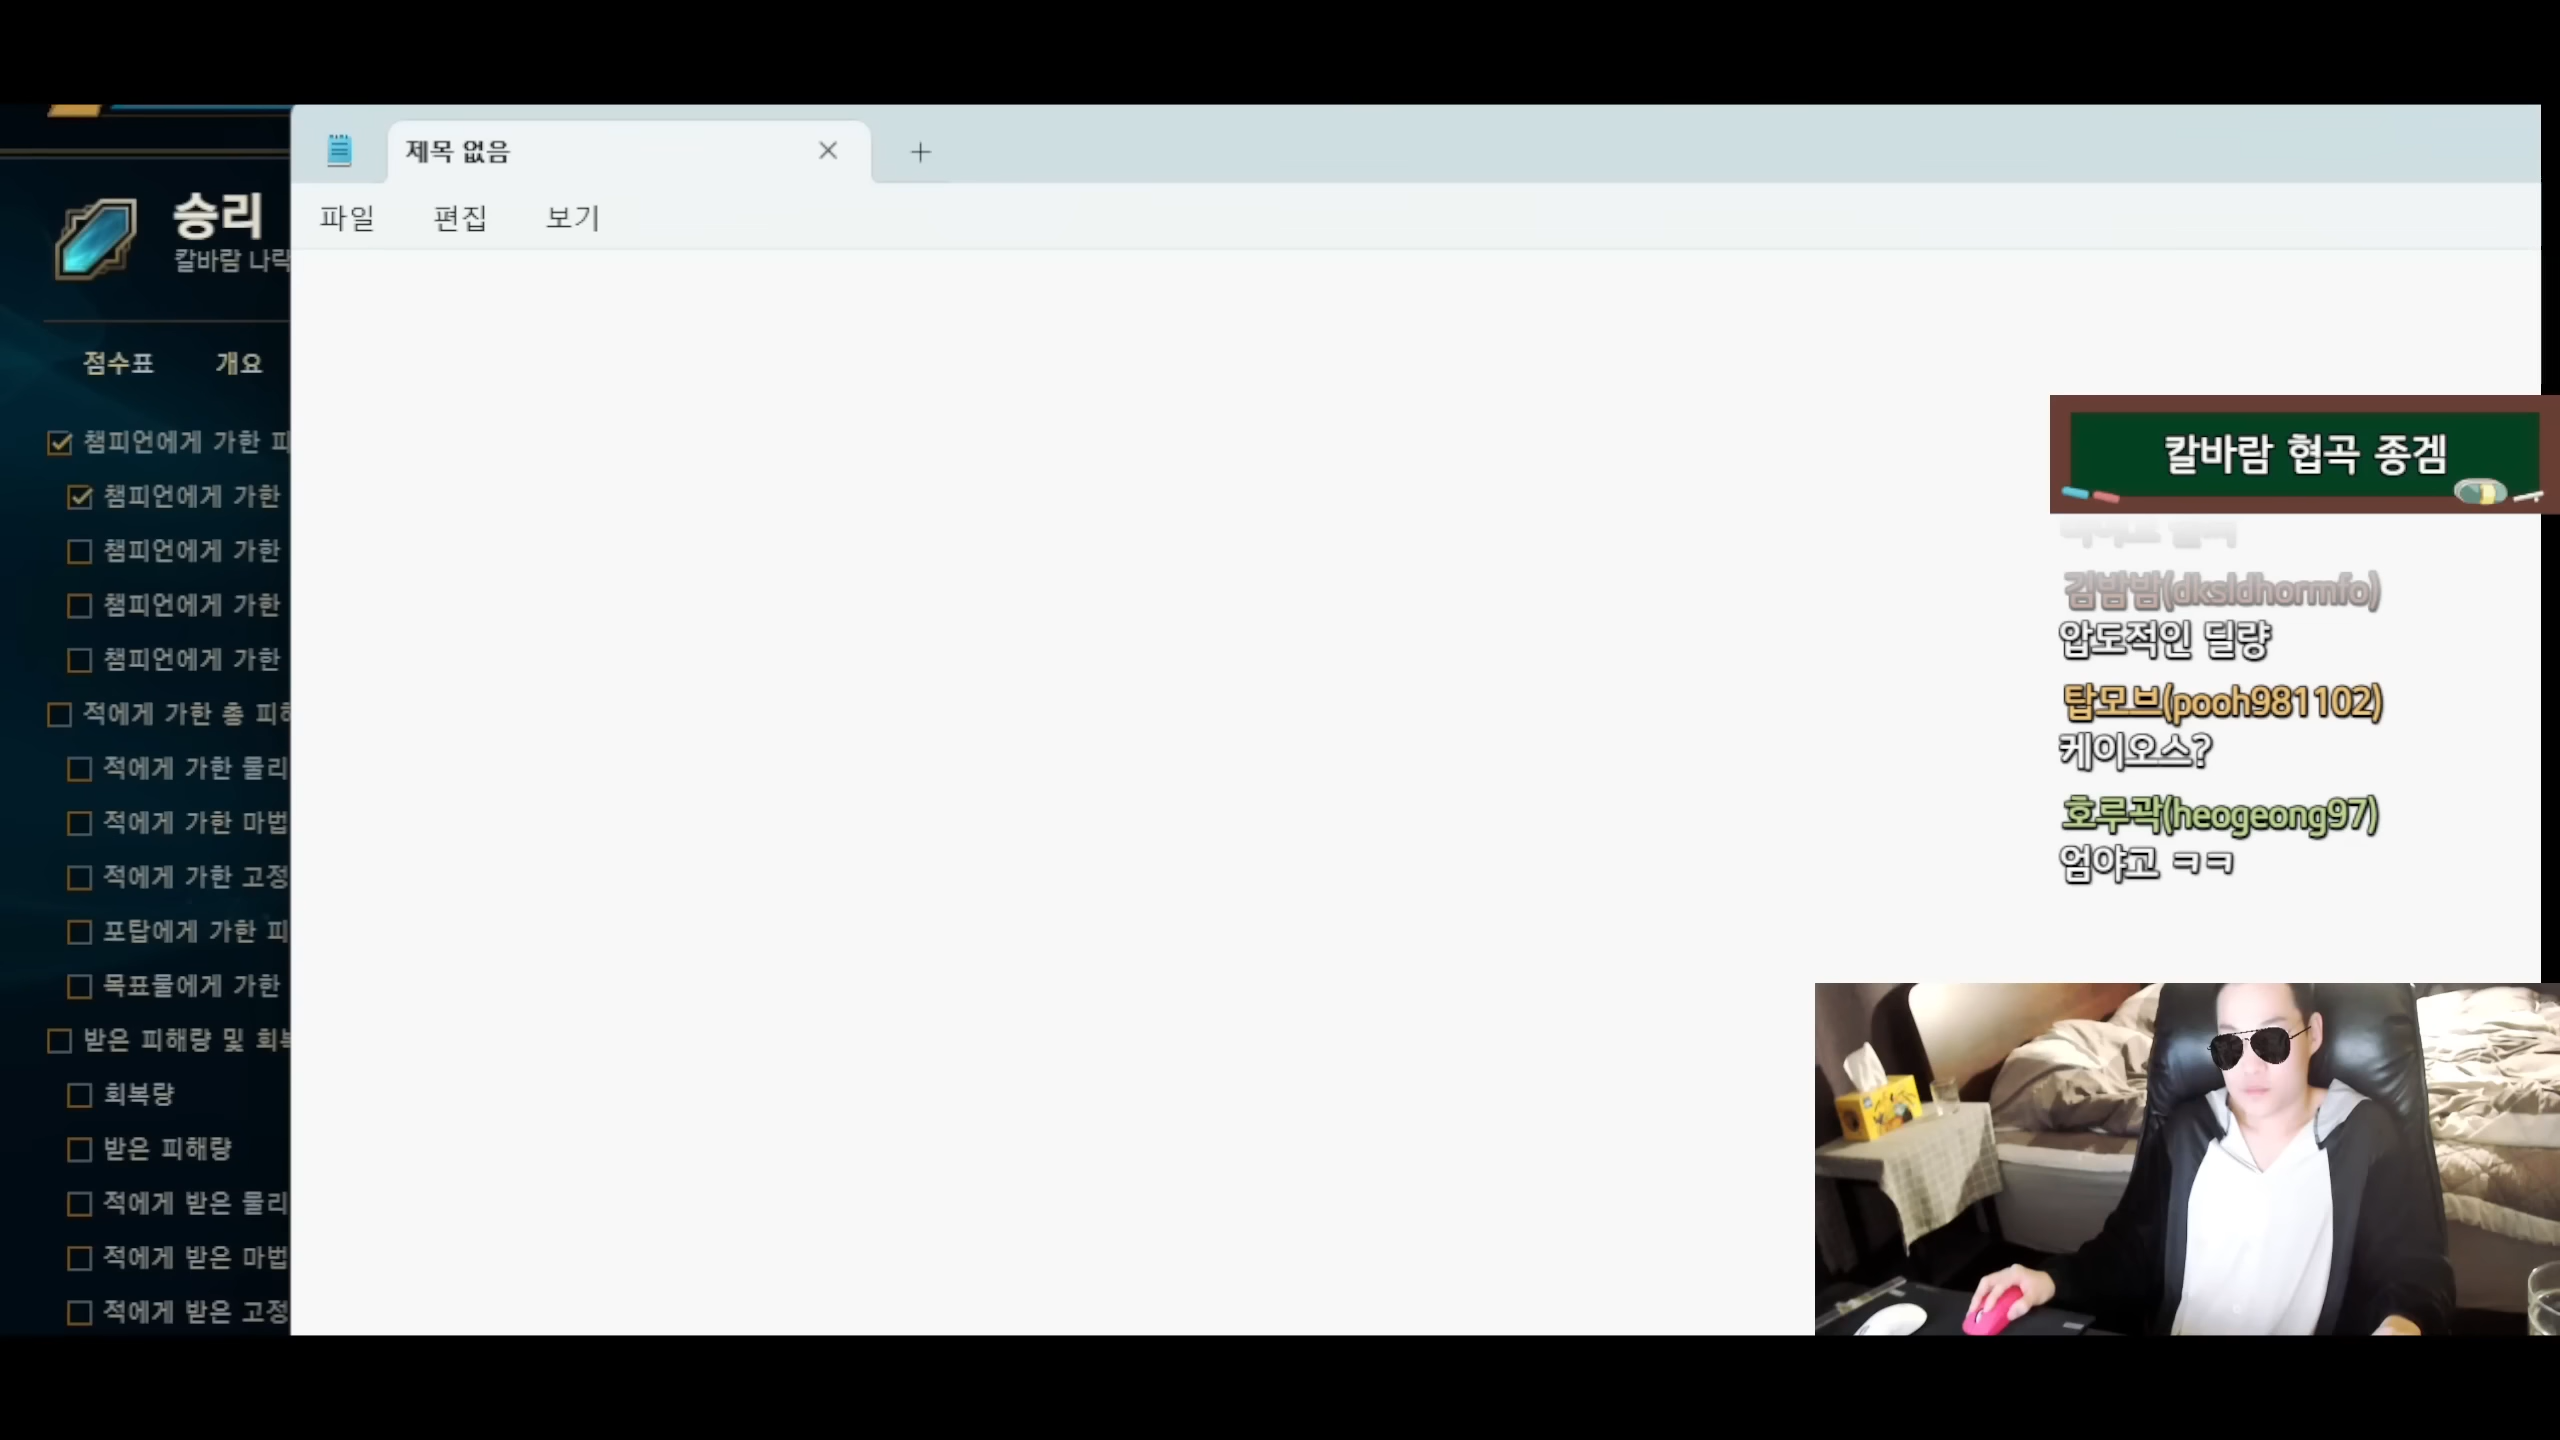 제목 없음
파일 편집 보기
승리
칼바람 나락
점수표 개요
챔피언에게 가한
챔피언에게 가한
챔피언에게 가한
챔피언에게 가한
챔피언에게 가한
적에게 가한 총
적에게 가한 물리
적에게 가한 마법
적에게 가한 고정
포탑에게 가한 피
목표물에게 가한
받은 피해량 및
회복량
받은 피해량
적에게 받은 물리
적에게 받은 마법
적에게 받은 고정
칼바람 협곡 종겜
김밤밤(dksldhormfo)
압도적인 딜량
탑모브(pooh981102)
케이오스?
호루곽(heogeong97)
엄야고 ㅋㅋ